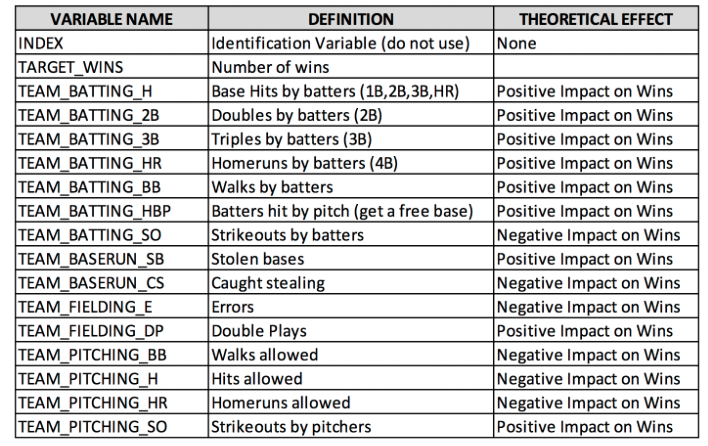 VARIABLE NAME DEFINITION THEORETICAL EFFECT
INDEX Identification Variable (do not use) None
TARGET_WINS Number of wins
TEAM_BATTING_H Base Hits by batters (1B,2B,3B,HR) Positive Impact on Wins
TEAM_BATTING_2B Doubles by batters (2B) Positive Impact on Wins
TEAM_BATTING_3B Triples by batters (3B) Positive Impact on Wins
TEAM_BATTING_HR Homeruns by batters (4B) Positive Impact on Wins
TEAM_BATTING_BB Walks by batters Positive Impact on Wins
TEAM_BATTING_HBP Batters hit by pitch (get a free base) Positive Impact on Wins
TEAM_BATTING_SO Strikeouts by batters Negative Impact on Wins
TEAM_BASERUN_SB Stolen bases Positive Impact on Wins
TEAM_BASERUN_CS Caught stealing Negative Impact on Wins
TEAM_FIELDING_E Errors Negative Impact on Wins
TEAM_FIELDING_DP Double Plays Positive Impact on Wins
TEAM_PITCHING_BB Walks allowed Negative Impact on Wins
TEAM_PITCHING_H Hits allowed Negative Impact on Wins
TEAM_PITCHING_HR Homeruns allowed Negative Impact on Wins
TEAM_PITCHING_SO Strikeouts by pitchers Positive Impact on Wins